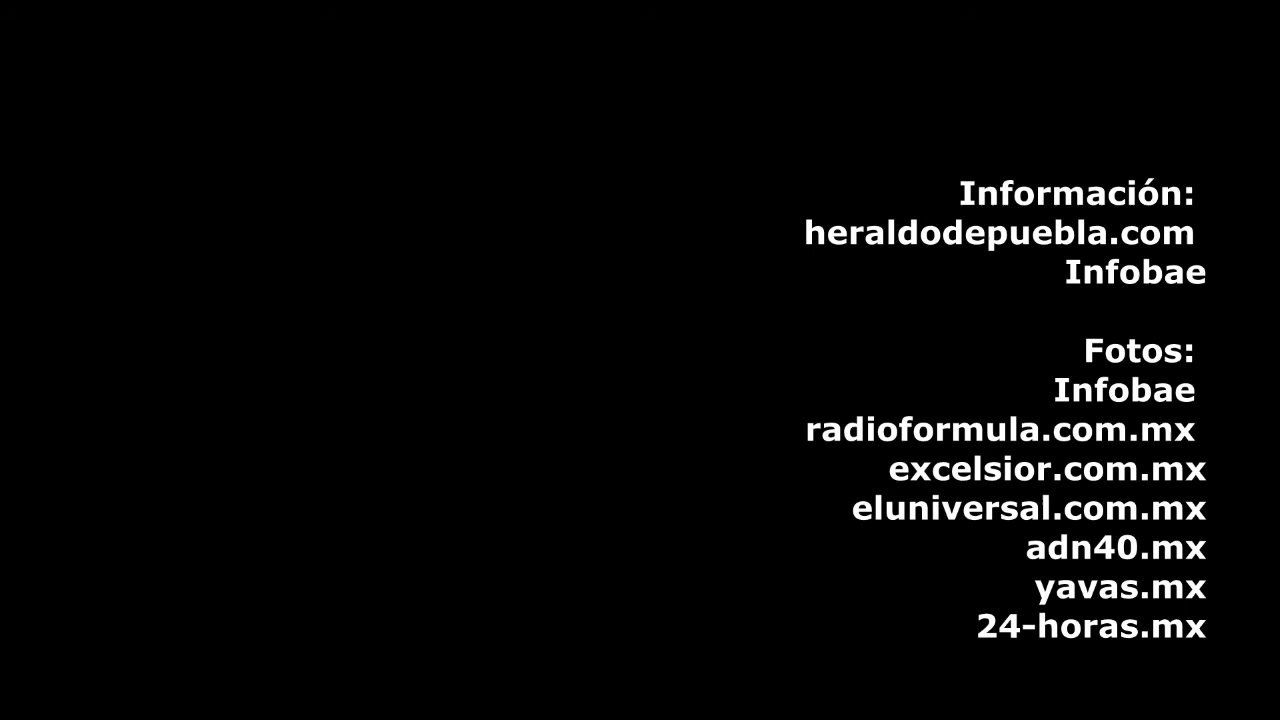 Información:
heraldodepuebla.com
Infobae
Fotos:
Infobae
radioformula.com.mx
excelsior.com.mx
eluniversal.com.mx
adn40.mx
yavas.mx
24-horas.mx